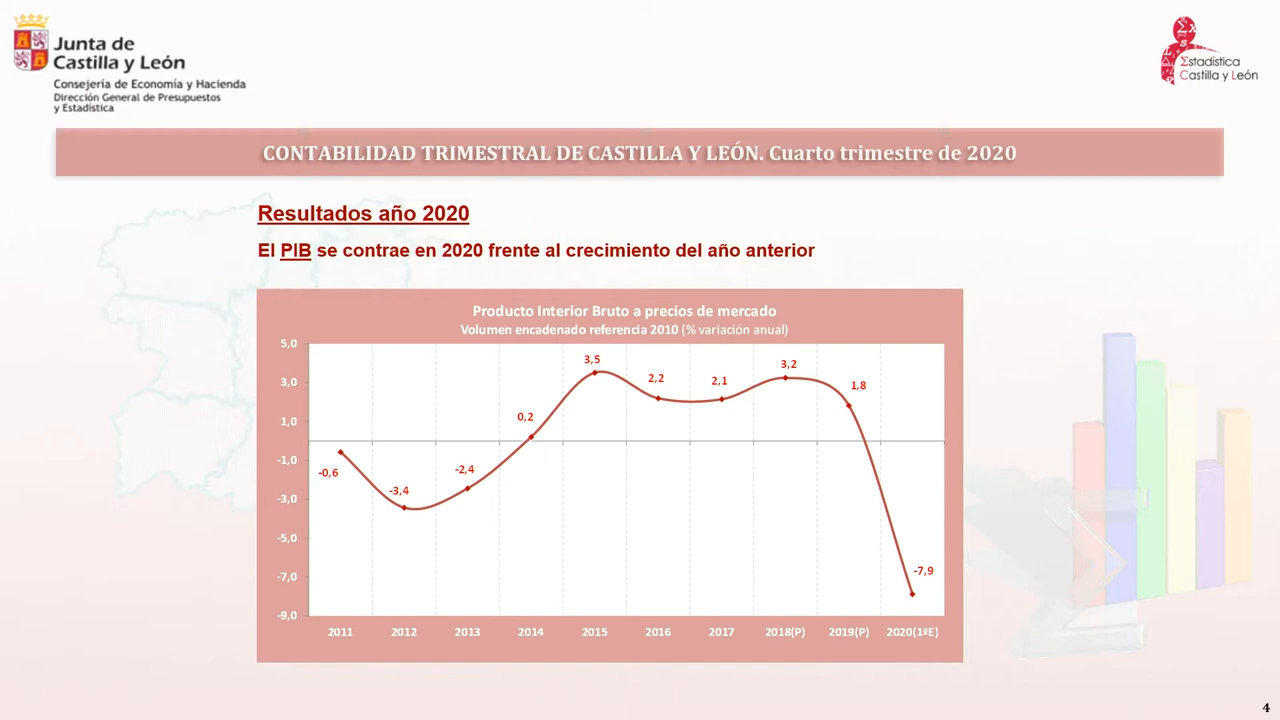 Junta de
Castilla y León
Consejería de Economía y Hacienda
Dirección General de Presupuestos
y Estadística
Estadística
Castilla y León
CONTABILIDAD TRIMESTRAL DE CASTILLA Y LEÓN. Cuarto trimestre de 2020
Resultados año 2020
El PIB se contrae en 2020 frente al crecimiento del año anterior
Producto Interior Bruto a precios de mercado
Volumen encadenado referencia 2010 (% variación anual)
5,0
3,0
1,0
-1,0
-3,0
-5,0
-7,0
-9,0
-0,6
-3,4
-2,4
0,2
3,5
2,2
2,1
3,2
1,8
-7,9
2011 2012 2013 2014 2015 2016 2017 2018(P) 2019(P) 2020(1ªE)
4